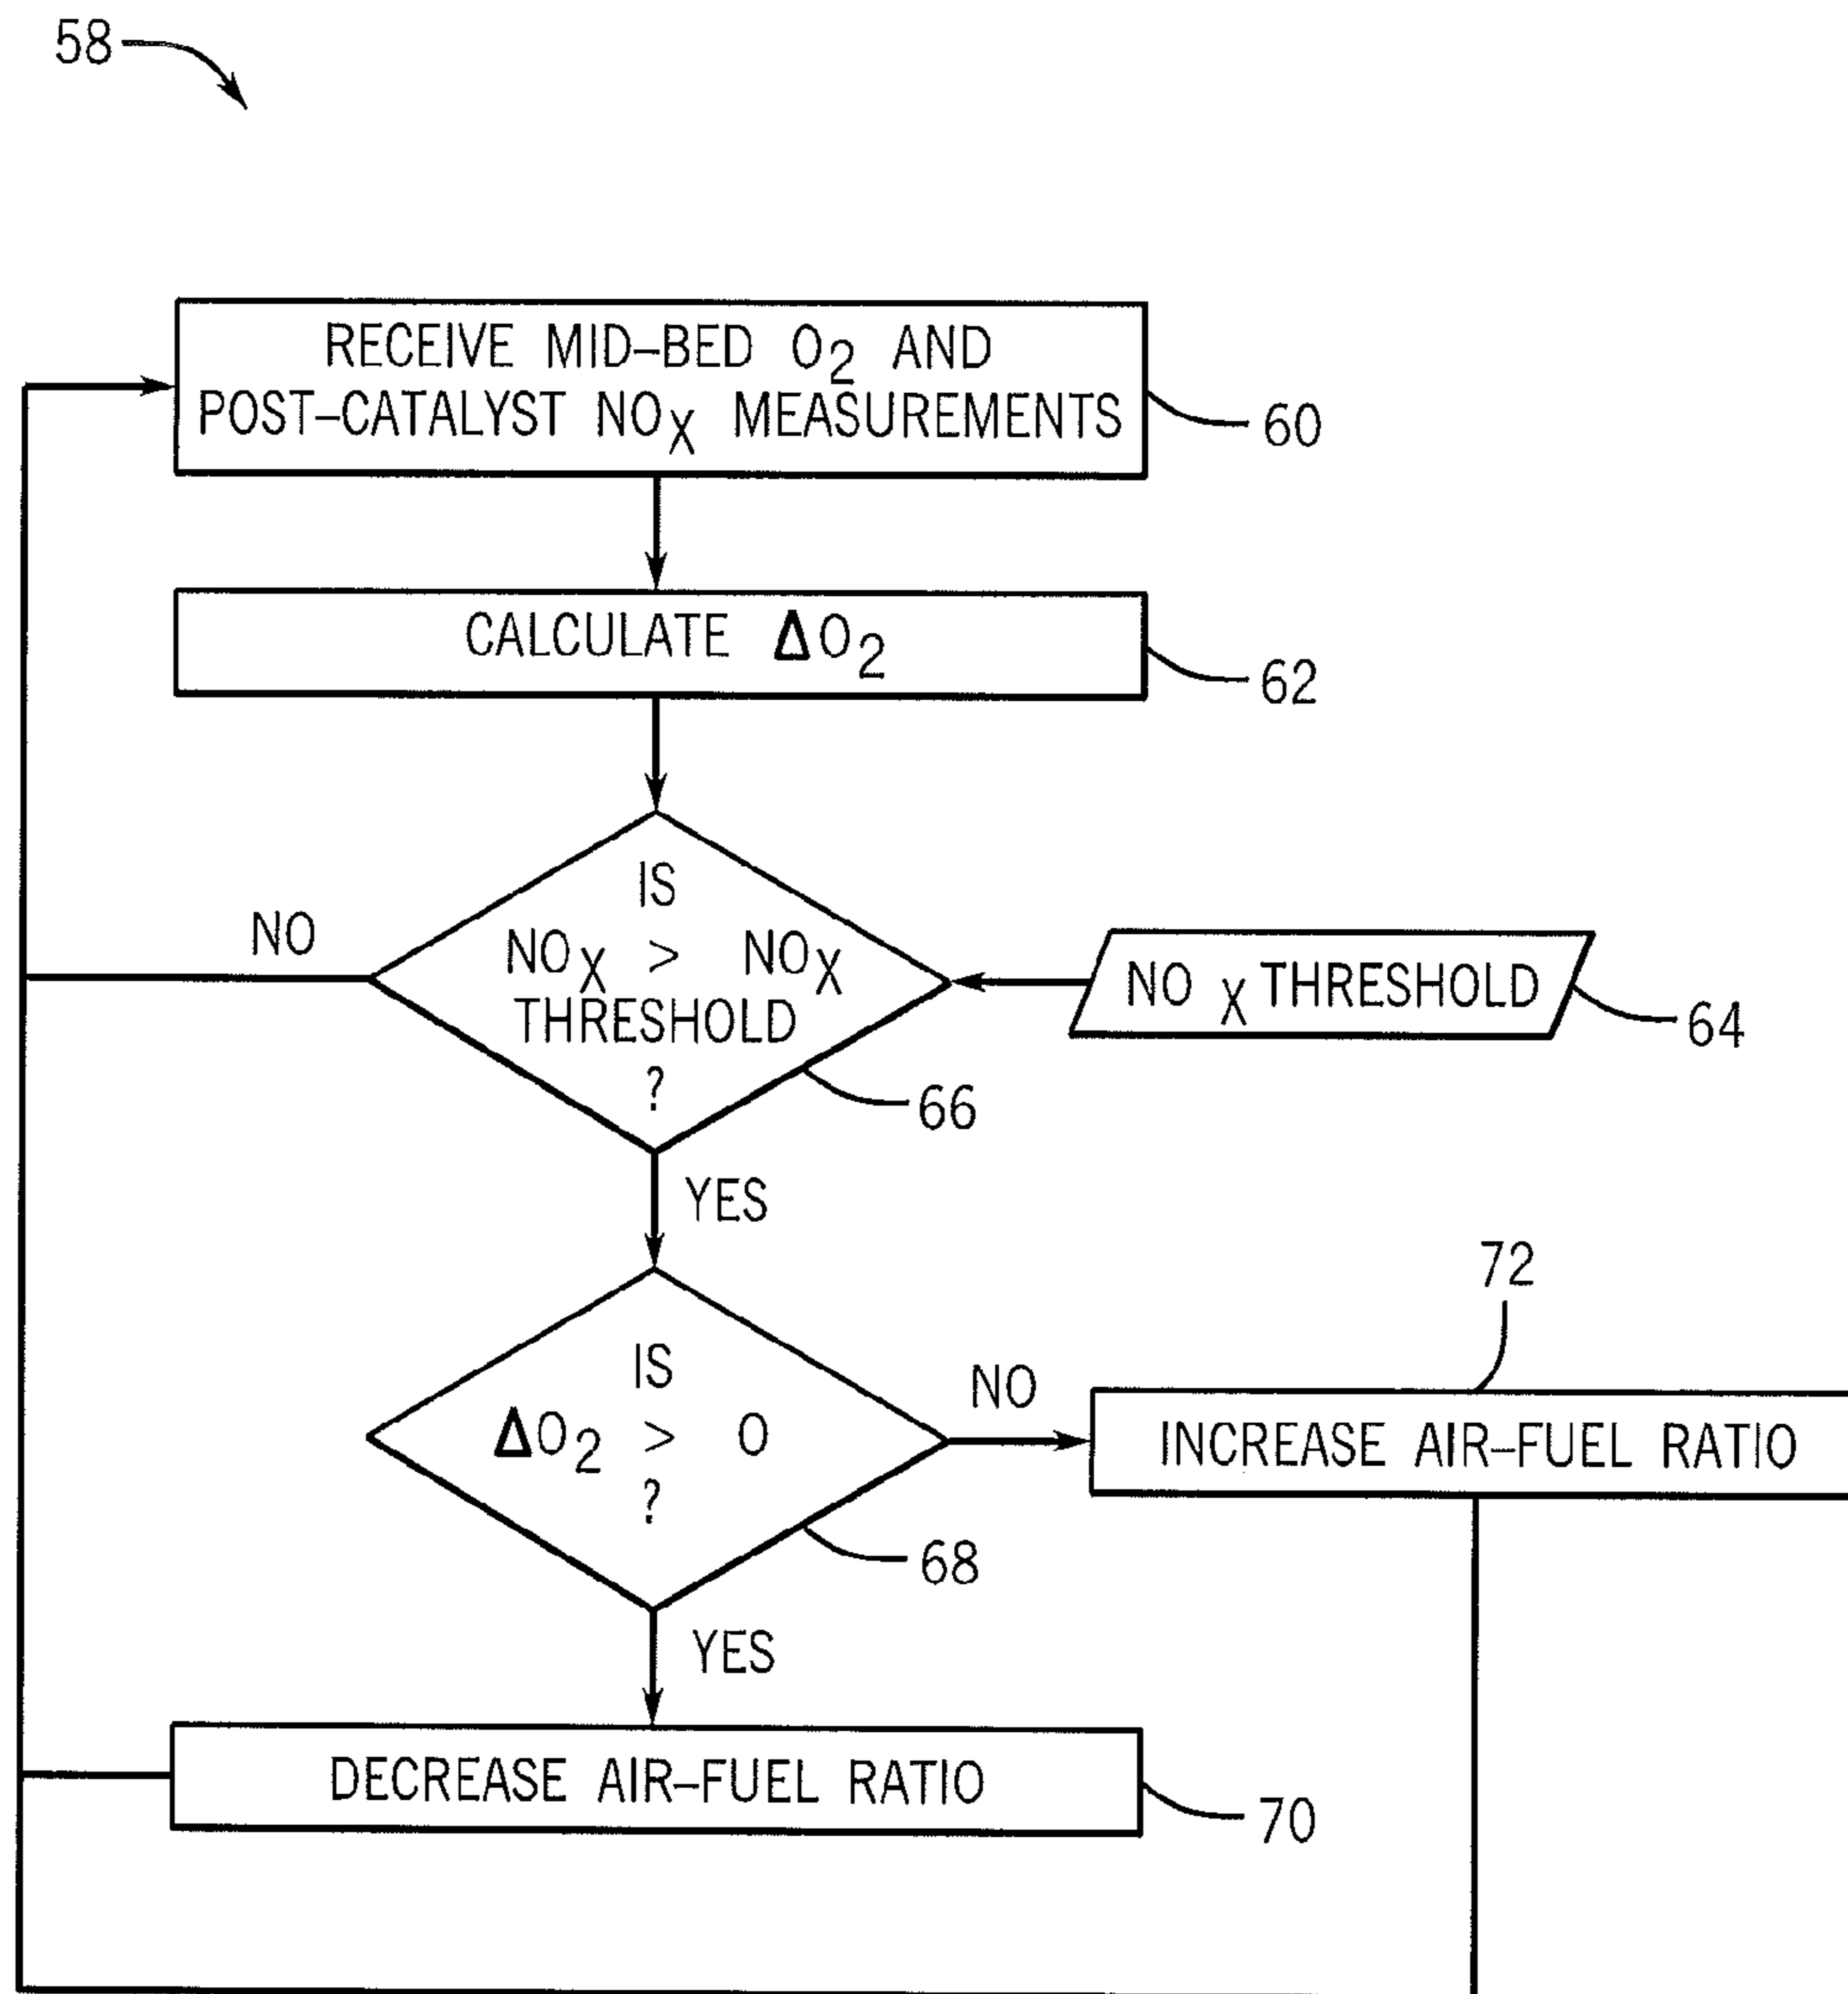 58
RECEIVE MID-BED O2 AND
POST-CATALYST NOX MEASUREMENTS
60
CALCULATE ΔO2
62
IS
NOX > NOX
THRESHOLD
?
NO
NO X THRESHOLD
64
66
YES
72
IS
ΔO2 > O
?
NO
INCREASE AIR-FUEL RATIO
68
YES
DECREASE AIR-FUEL RATIO
70